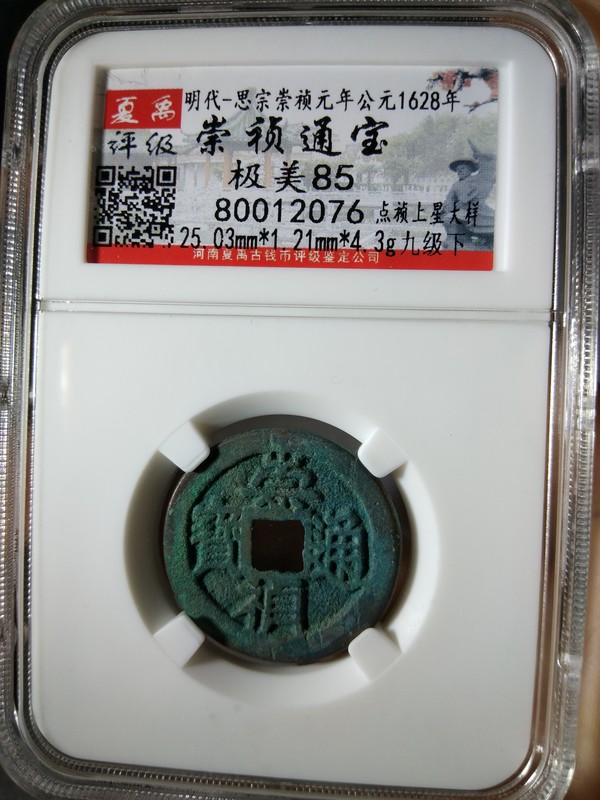 夏禹
评级
明代-思宗崇祯元年公元1628年
崇祯通宝
极美85
80012076 点祯上星大样
25.03mm*1.21mm*4.3g九级下
河南夏禹古钱币评级鉴定公司
崇
寶 通
禎